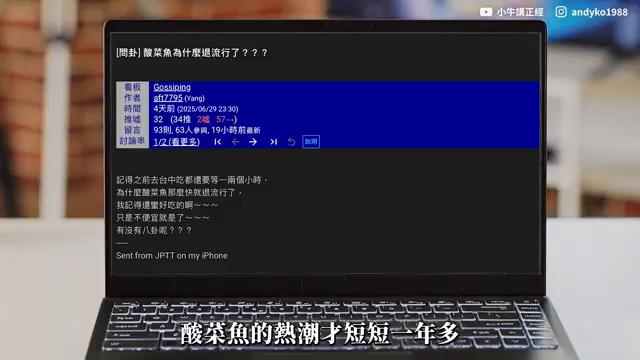 小牛講正經
andyko1988
[問卦] 酸菜魚為什麼退流行了？？？
看板 Gossiping
作者 aft7795 (Yang)
時間 4天前 (2025/06/29 23:30)
推噓 32 (34推 2噓 57→)
留言 93則, 63人參與, 19小時前最新
討論串 1/2 (看更多) 說明
記得之前去台中吃都還要等一兩個小時，
為什麼酸菜魚那麼快就退流行了，
我記得還蠻好吃的啊～～～
只是不便宜就是了～～～
有沒有八卦呢？？？
——
Sent from JPTT on my iPhone
酸菜魚的熱潮才短短一年多